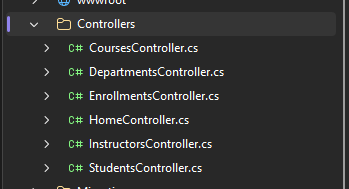 wwwroot
Controllers
C# CoursesController.cs
C# DepartmentsController.cs
C# EnrollmentsController.cs
C# HomeController.cs
C# InstructorsController.cs
C# StudentsController.cs